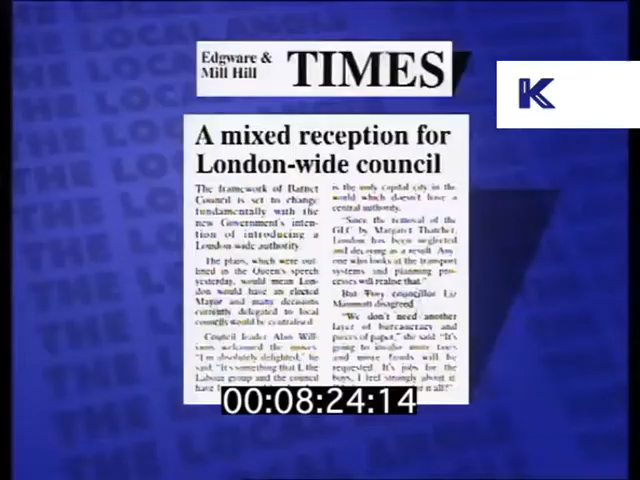 THE LOCAL ANGLE
Edgware &
Mill Hill
TIMES
K
A mixed reception for
London-wide council
The framework of Barnet
Council is set to change
fundamentally with the
new Government's inten-
tion of introducing a
London-wide authority.
The plans, which were out-
lined in the Queen's speech
yesterday, would mean Lon-
don would have an elected
Mayor and many decisions
currently delegated to local
councils would be centralised.
Council leader Alan Will-
iams welcomed the moves.
"I'm absolutely delighted," he
said. "It's something that I, the
Labour group and the council
have
is the only capital city in the
world which doesn't have a
central authority.
"Since the removal of the
GLC by Margaret Thatcher,
London has been neglected
and decaying as a result. Any
one who looks at the transport
systems and planning pro-
cesses will realise that."
But Tory councillor Liz
disagreed.
"We don't need another
layer of bureaucracy and
pieces of paper," she said. "It's
going to involve more taxes
and more funds will be
requested. It's jobs for the
boys. I feel strongly about it
it all?"
00:08:24:14